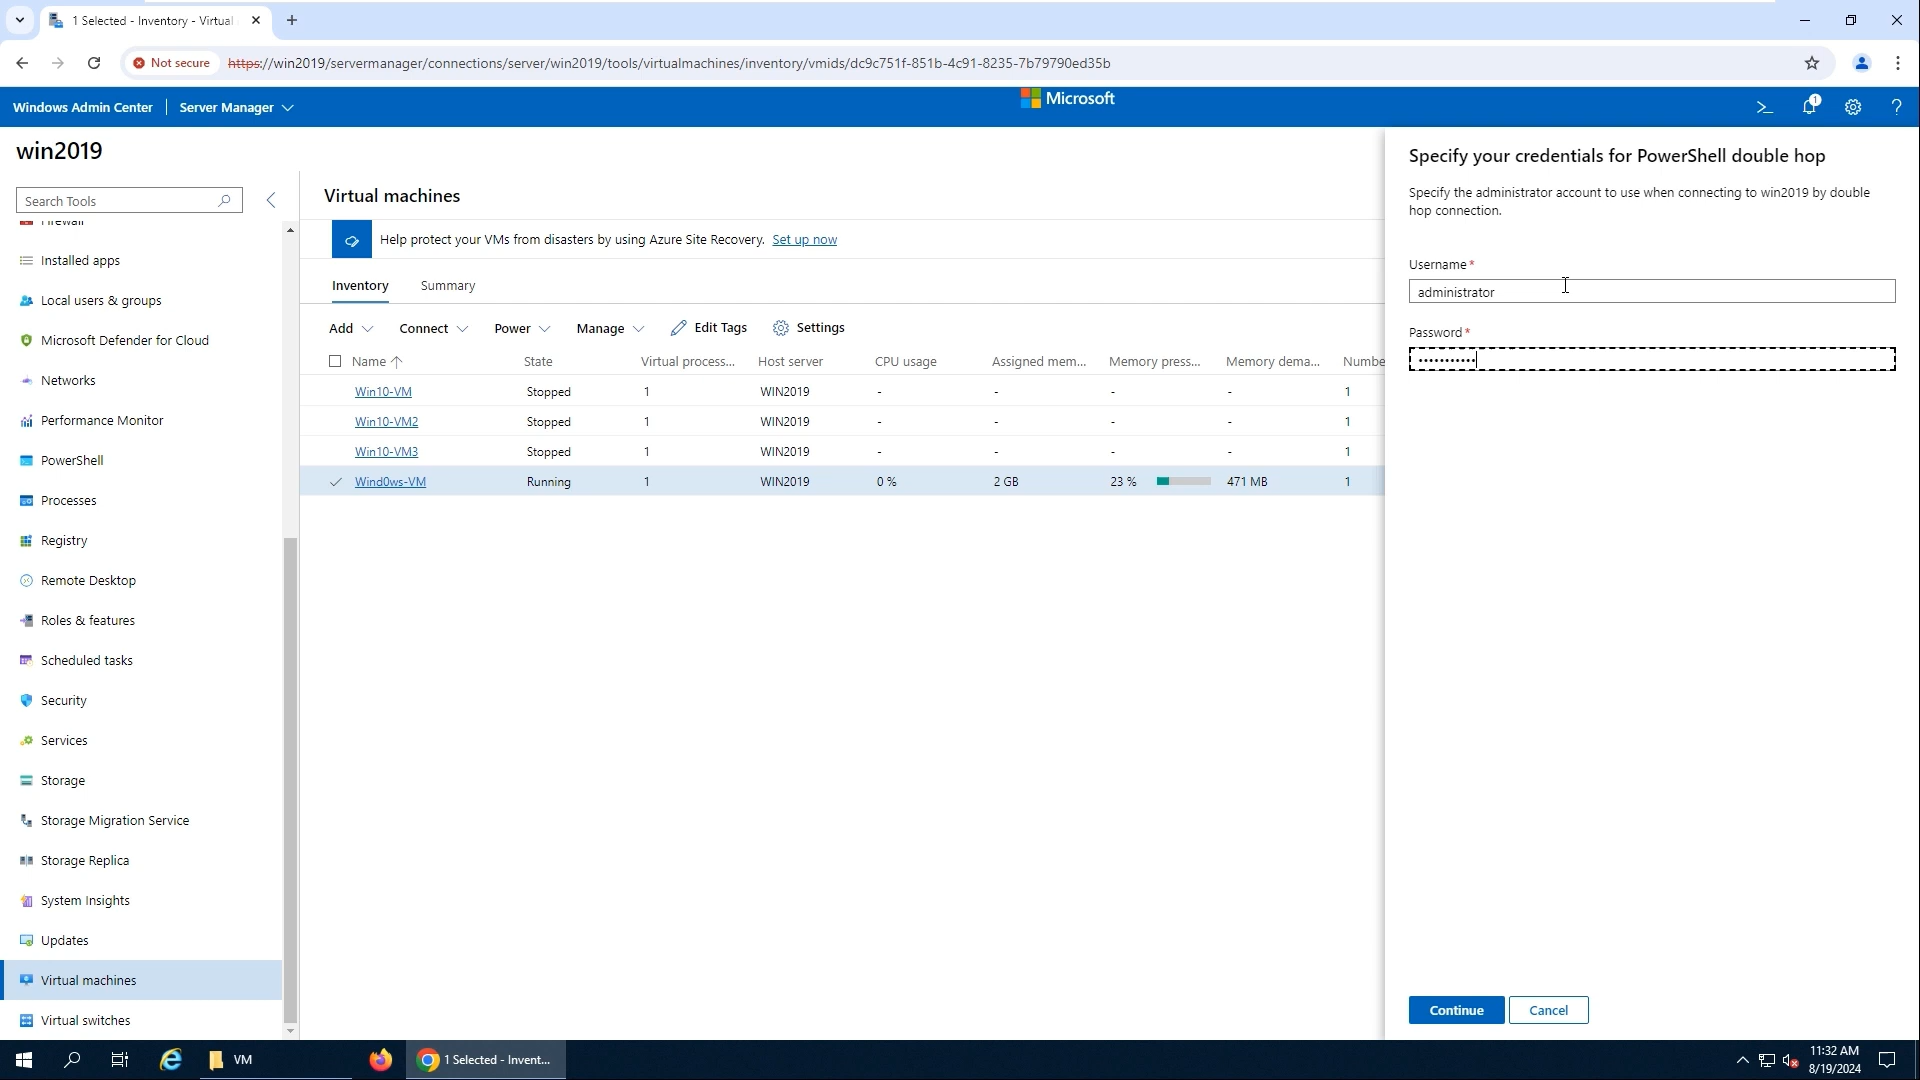 1 Selected - Inventory - Virtual
Not secure
https://win2019/servermanager/connections/server/win2019/tools/virtualmachines/inventory/vmids/dc9c751f-851b-4c91-8235-7b79790ed35b
Windows Admin Center
Server Manager
Microsoft
1
win2019
Search Tools
Firewall
Installed apps
Local users & groups
Microsoft Defender for Cloud
Networks
Performance Monitor
PowerShell
Processes
Registry
Remote Desktop
Roles & features
Scheduled tasks
Security
Services
Storage
Storage Migration Service
Storage Replica
System Insights
Updates
Virtual machines
Virtual switches
Virtual machines
Help protect your VMs from disasters by using Azure Site Recovery. Set up now
Inventory Summary
Add Connect Power Manage Edit Tags Settings
Name State Virtual process... Host server CPU usage Assigned mem... Memory press... Memory dema... Numbe
Win10-VM Stopped 1 WIN2019 - - - - 1
Win10-VM2 Stopped 1 WIN2019 - - - - 1
Win10-VM3 Stopped 1 WIN2019 - - - - 1
Wind0ws-VM Running 1 WIN2019 0 % 2 GB 23 % 471 MB 1
Specify your credentials for PowerShell double hop
Specify the administrator account to use when connecting to win2019 by double
hop connection.
Username*
administrator
Password*
•••••••••••
Continue Cancel
VM
1 Selected - Invent...
11:32 AM
8/19/2024